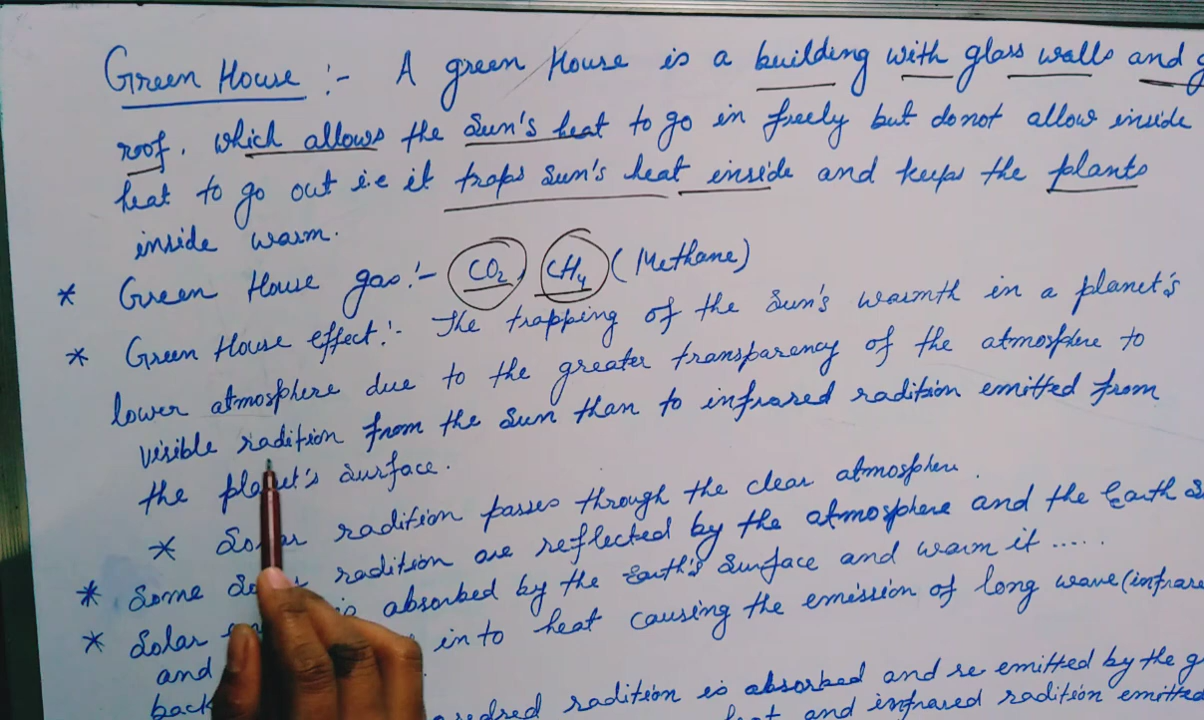 Green House :- A green House is a building with glass walls and
roof. which allows the Sun's heat to go in freely but do not allow inside
heat to go out i.e it traps Sun's heat inside and keeps the plants
inside warm.
* Green House gas :- CO2, CH4 (Methane)
* Green House effect :- The trapping of the Sun's warmth in a planet's
lower atmosphere due to the greater transparency of the atmosphere to
visible radition from the Sun than to infrared radition emitted from
the planet's surface.
* Solar radition passes through the clear atmosphere.
* Some radition are reflected by the atmosphere and the Earth
* Solar is absorbed by the Earth's surface and warm it .....
and in to heat causing the emission of long wave (infrare
back
radition is absorbed and re emitted by the
and infrared radition emitted